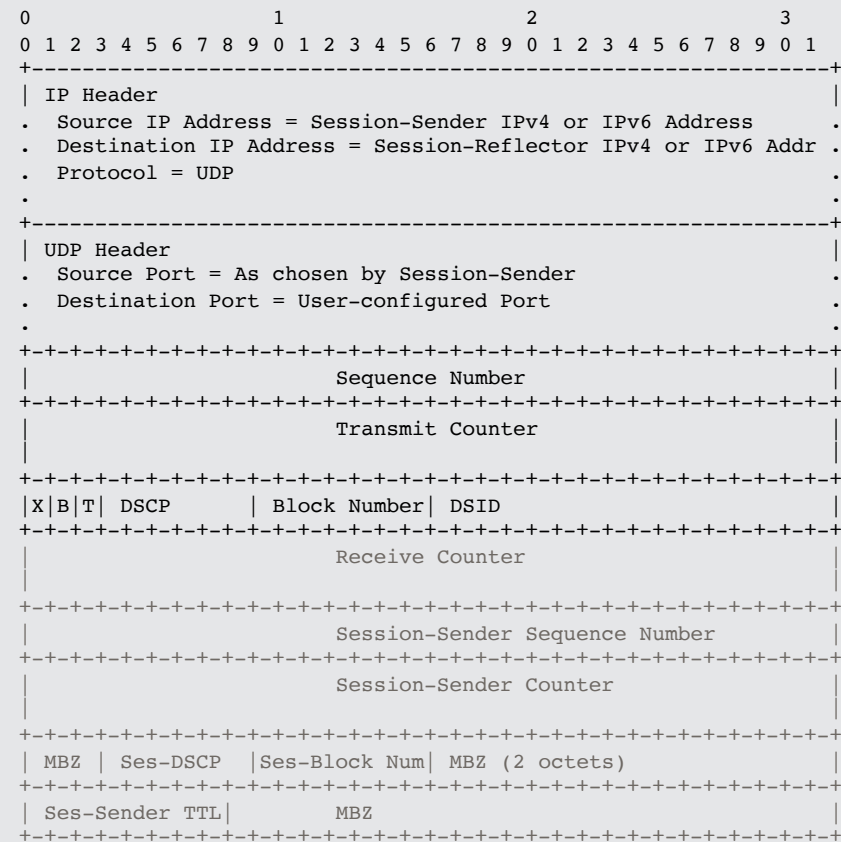 0                   1                   2                   3
0 1 2 3 4 5 6 7 8 9 0 1 2 3 4 5 6 7 8 9 0 1 2 3 4 5 6 7 8 9 0 1
+---------------------------------------------------------------+
| IP Header                                                     |
.  Source IP Address = Session-Sender IPv4 or IPv6 Address      .
.  Destination IP Address = Session-Reflector IPv4 or IPv6 Addr .
.  Protocol = UDP                                               .
.                                                               .
+---------------------------------------------------------------+
| UDP Header                                                    |
.  Source Port = As chosen by Session-Sender                    .
.  Destination Port = User-configured Port                      .
.                                                               .
+-+-+-+-+-+-+-+-+-+-+-+-+-+-+-+-+-+-+-+-+-+-+-+-+-+-+-+-+-+-+-+-+
|                        Sequence Number                        |
+-+-+-+-+-+-+-+-+-+-+-+-+-+-+-+-+-+-+-+-+-+-+-+-+-+-+-+-+-+-+-+-+
|                        Transmit Counter                       |
|                                                               |
+-+-+-+-+-+-+-+-+-+-+-+-+-+-+-+-+-+-+-+-+-+-+-+-+-+-+-+-+-+-+-+-+
|X|B|T| DSCP      | Block Number| DSID                          |
+-+-+-+-+-+-+-+-+-+-+-+-+-+-+-+-+-+-+-+-+-+-+-+-+-+-+-+-+-+-+-+-+
|                        Receive Counter                        |
|                                                               |
+-+-+-+-+-+-+-+-+-+-+-+-+-+-+-+-+-+-+-+-+-+-+-+-+-+-+-+-+-+-+-+-+
|                        Session-Sender Sequence Number         |
+-+-+-+-+-+-+-+-+-+-+-+-+-+-+-+-+-+-+-+-+-+-+-+-+-+-+-+-+-+-+-+-+
|                        Session-Sender Counter                 |
|                                                               |
+-+-+-+-+-+-+-+-+-+-+-+-+-+-+-+-+-+-+-+-+-+-+-+-+-+-+-+-+-+-+-+-+
| MBZ | Ses-DSCP  |Ses-Block Num| MBZ (2 octets)                |
+-+-+-+-+-+-+-+-+-+-+-+-+-+-+-+-+-+-+-+-+-+-+-+-+-+-+-+-+-+-+-+-+
| Ses-Sender TTL|        MBZ                                    |
+-+-+-+-+-+-+-+-+-+-+-+-+-+-+-+-+-+-+-+-+-+-+-+-+-+-+-+-+-+-+-+-+